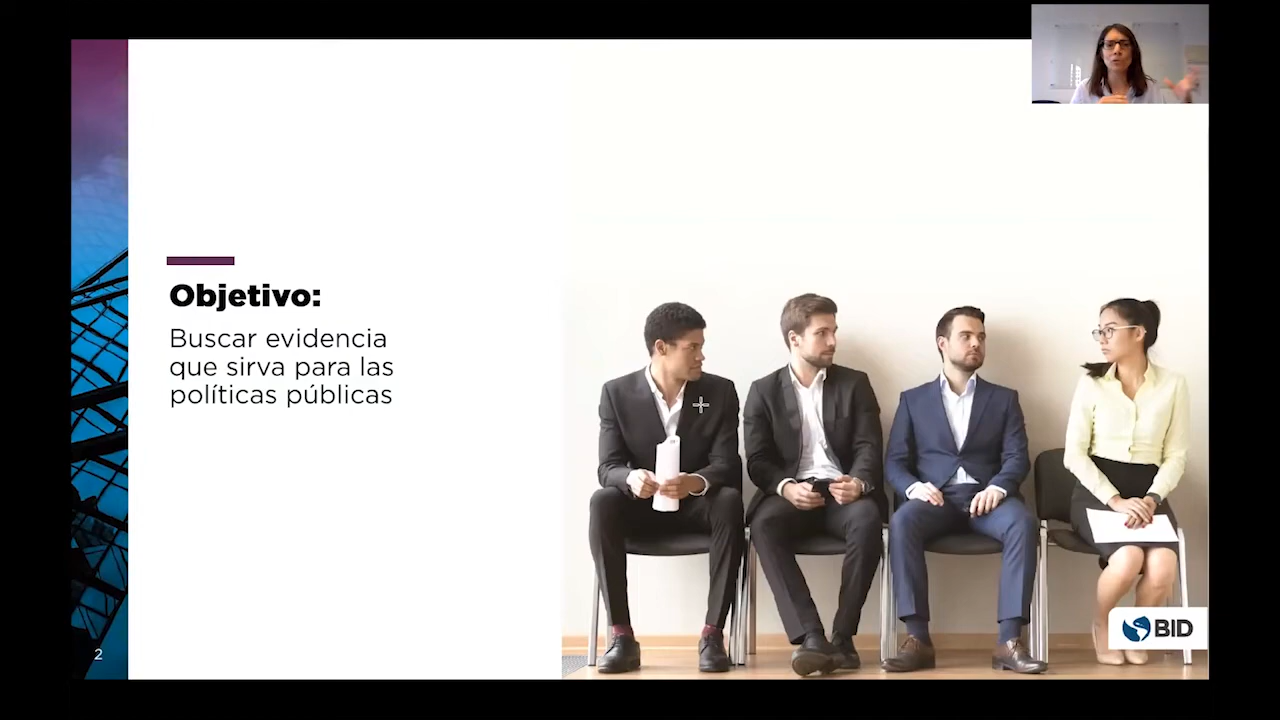 Objetivo:
Buscar evidencia
que sirva para las
políticas públicas
BID
2